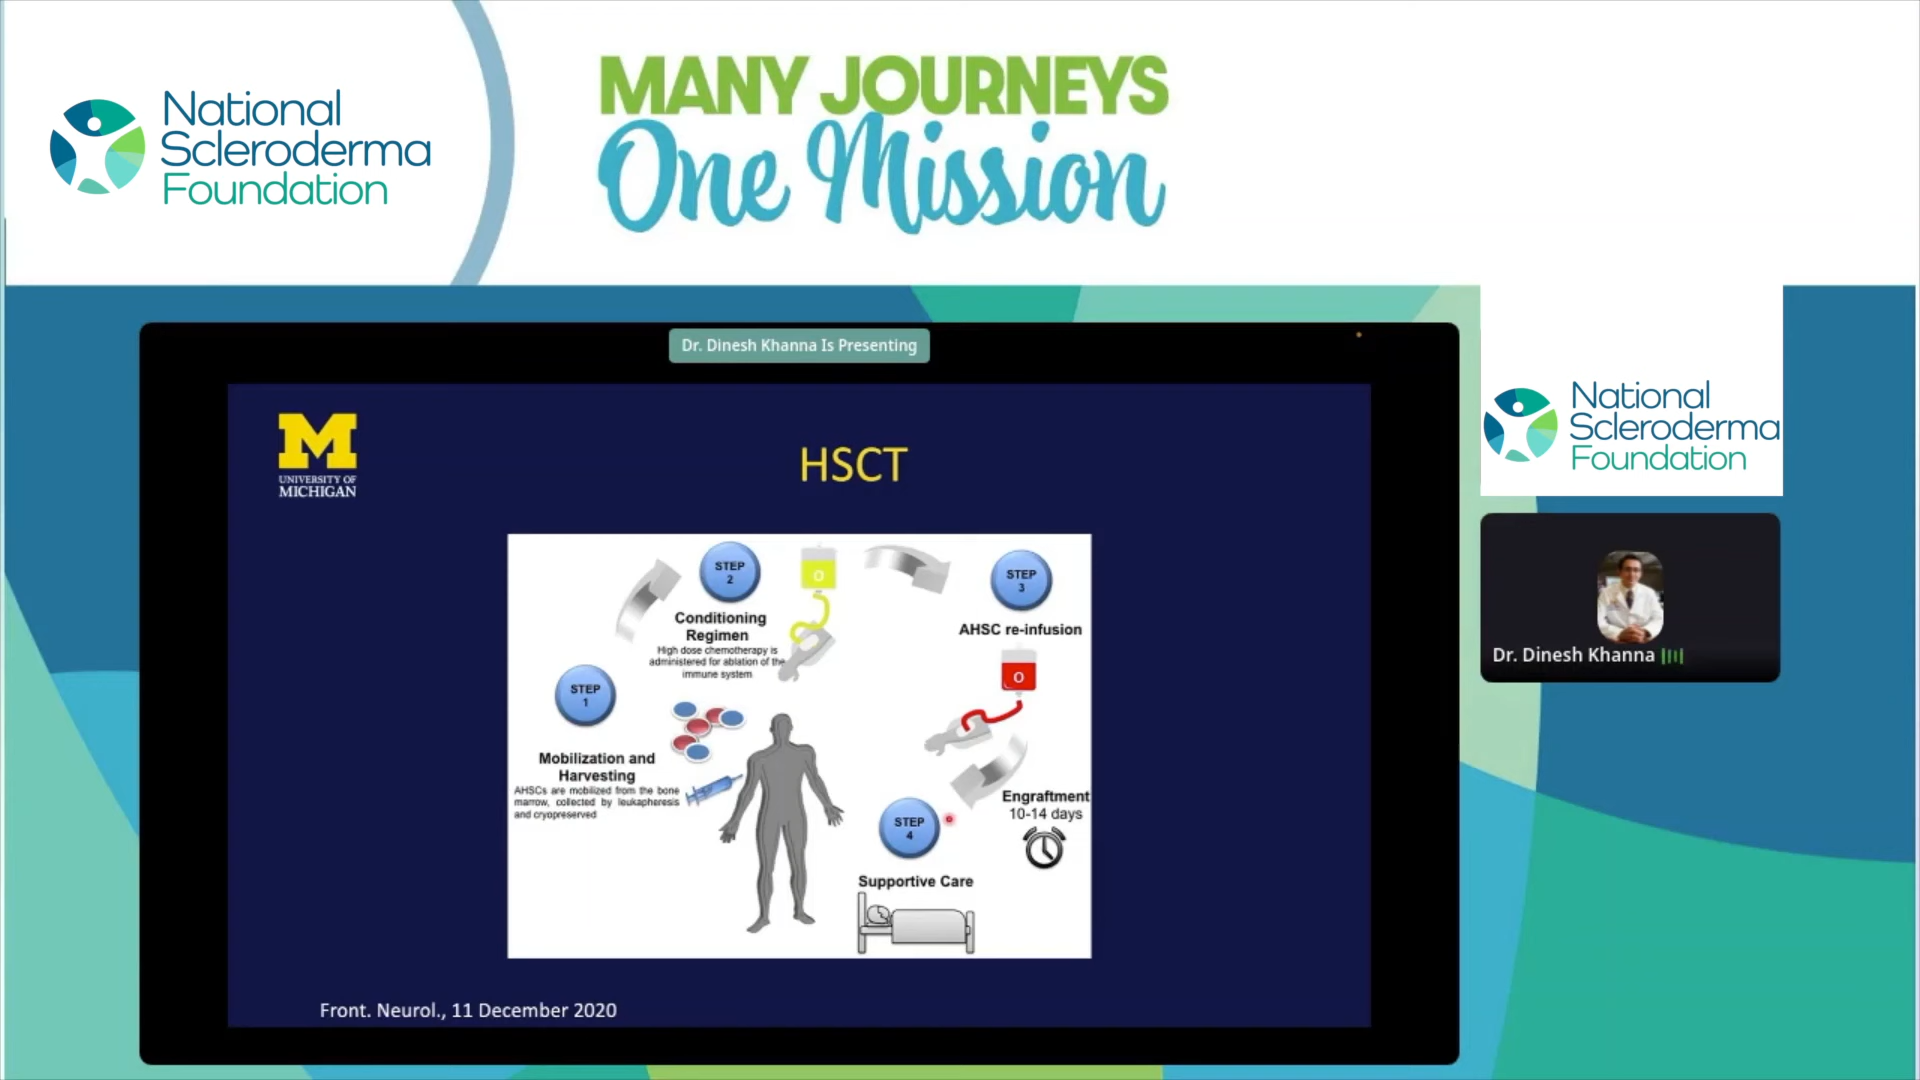 National
Scleroderma
Foundation
MANY JOURNEYS
One Mission
Dr. Dinesh Khanna Is Presenting
M
UNIVERSITY OF
MICHIGAN
HSCT
STEP
1
Mobilization and
Harvesting
AHSCs are mobilized from the bone
marrow, collected by leukapheresis
and cryopreserved
STEP
2
Conditioning
Regimen
High dose chemotherapy is
administered for ablation of the
immune system
O
STEP
3
AHSC re-infusion
O
Engraftment
10-14 days
STEP
4
Supportive Care
Front. Neurol., 11 December 2020
National
Scleroderma
Foundation
Dr. Dinesh Khanna